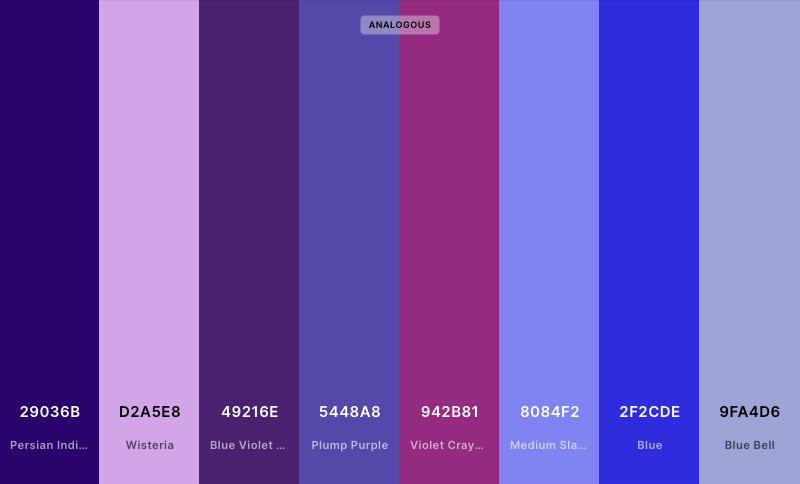 ANALOGOUS
29036B D2A5E8 49216E 5448A8 942B81 8084F2 2F2CDE 9FA4D6
Persian Indi... Wisteria Blue Violet ... Plump Purple Violet Cray... Medium Sla... Blue Blue Bell